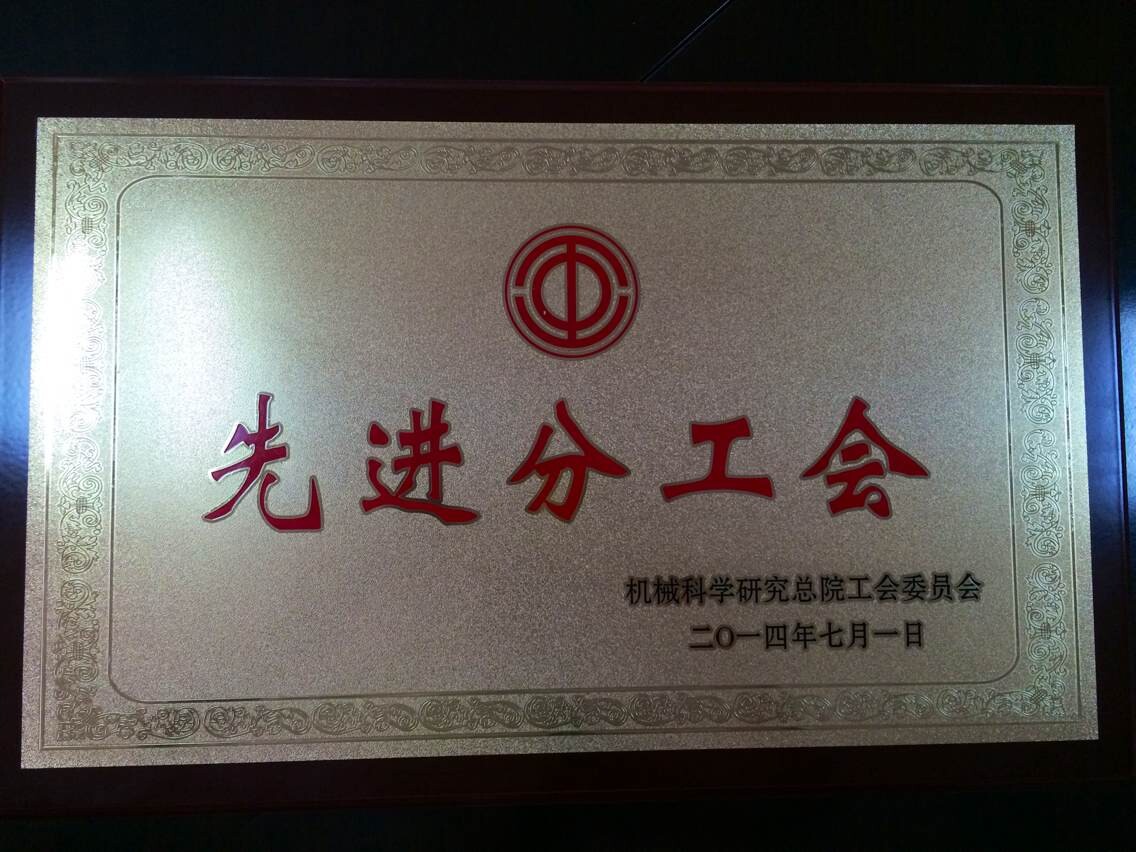 先进分工会
机械科学研究总院工会委员会
二〇一四年七月一日